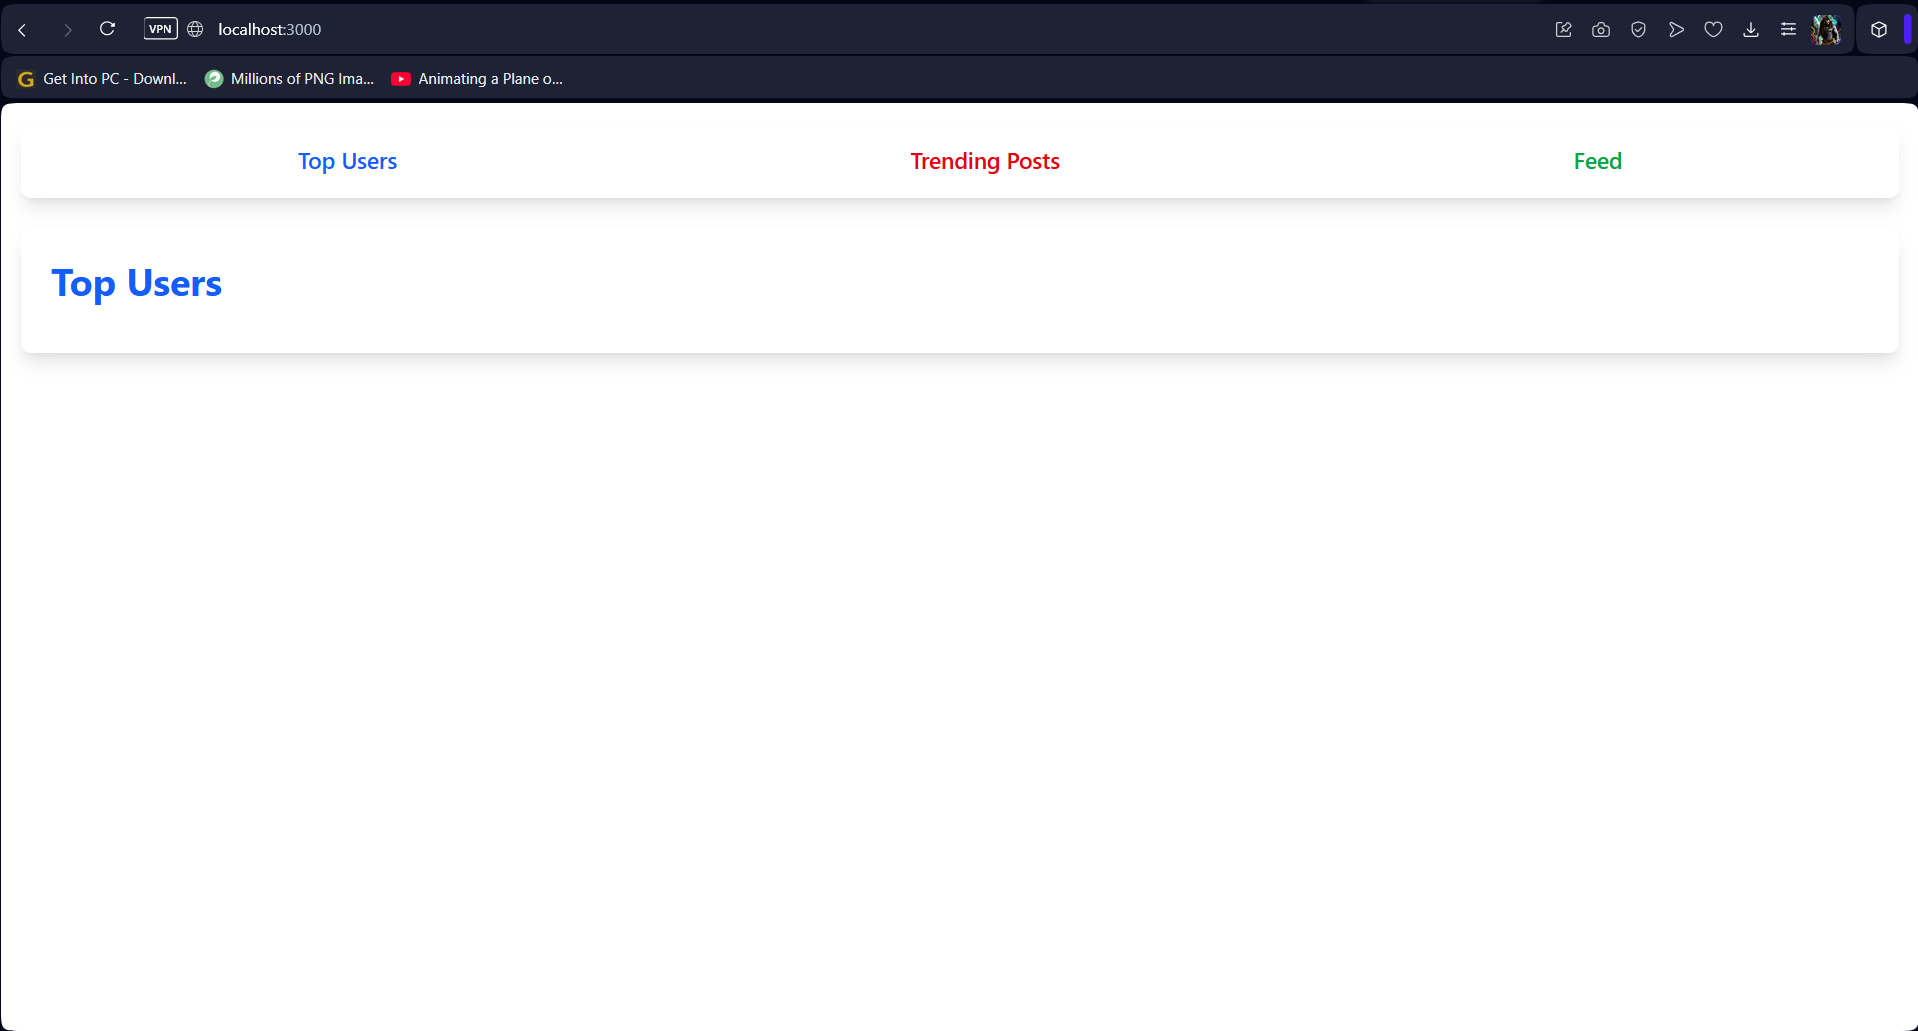 VPN localhost:3000
Get Into PC - Downl... Millions of PNG Ima... Animating a Plane o...
Top Users Trending Posts Feed
Top Users